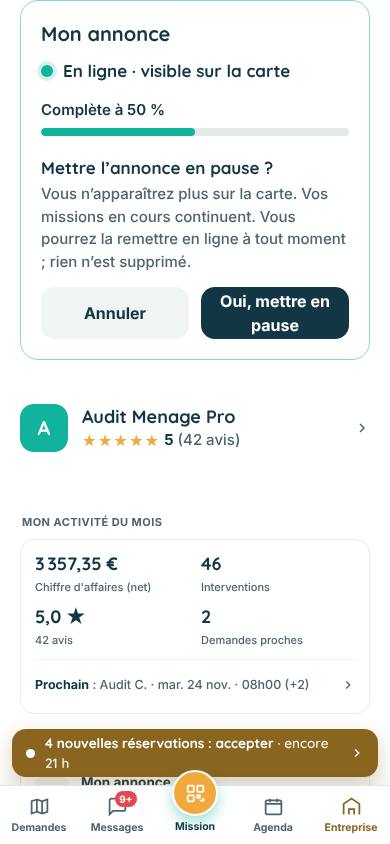 Mon annonce
En ligne · visible sur la carte
Complète à 50 %
Mettre l’annonce en pause ?
Vous n’apparaîtrez plus sur la carte. Vos
missions en cours continuent. Vous
pourrez la remettre en ligne à tout moment
; rien n’est supprimé.
Annuler
Oui, mettre en
pause
A
Audit Menage Pro
★★★★★ 5 (42 avis)
MON ACTIVITÉ DU MOIS
3 357,35 €
46
Chiffre d'affaires (net)
Interventions
5,0 ★
2
42 avis
Demandes proches
Prochain : Audit C. · mar. 24 nov. · 08h00 (+2)
4 nouvelles réservations : accepter · encore
21 h
Mon annonce
9+
Demandes
Messages
Mission
Agenda
Entreprise